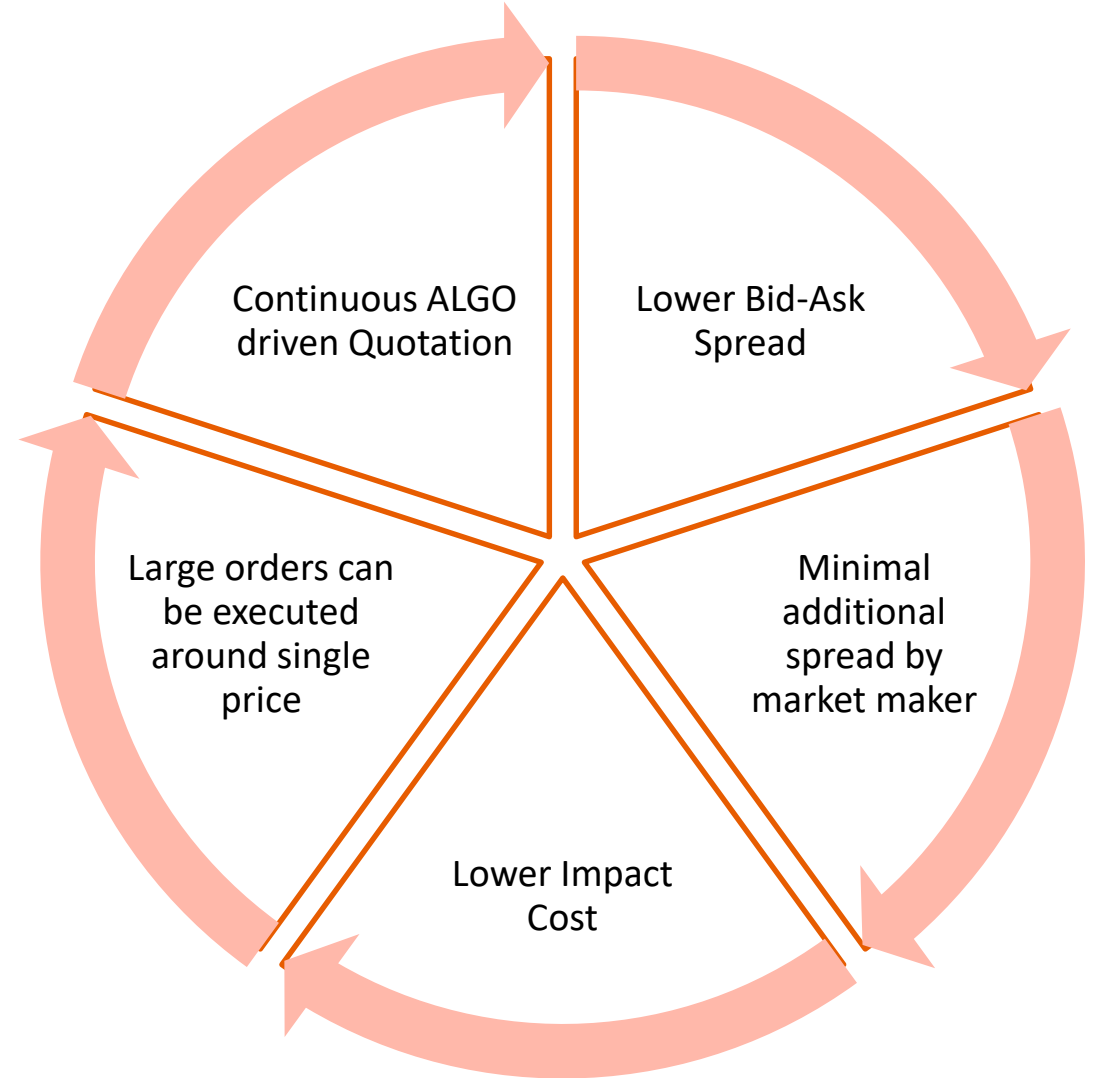 Continuous ALGO
driven Quotation
Lower Bid-Ask
Spread
Minimal
additional
spread by
market maker
Lower Impact
Cost
Large orders can
be executed
around single
price